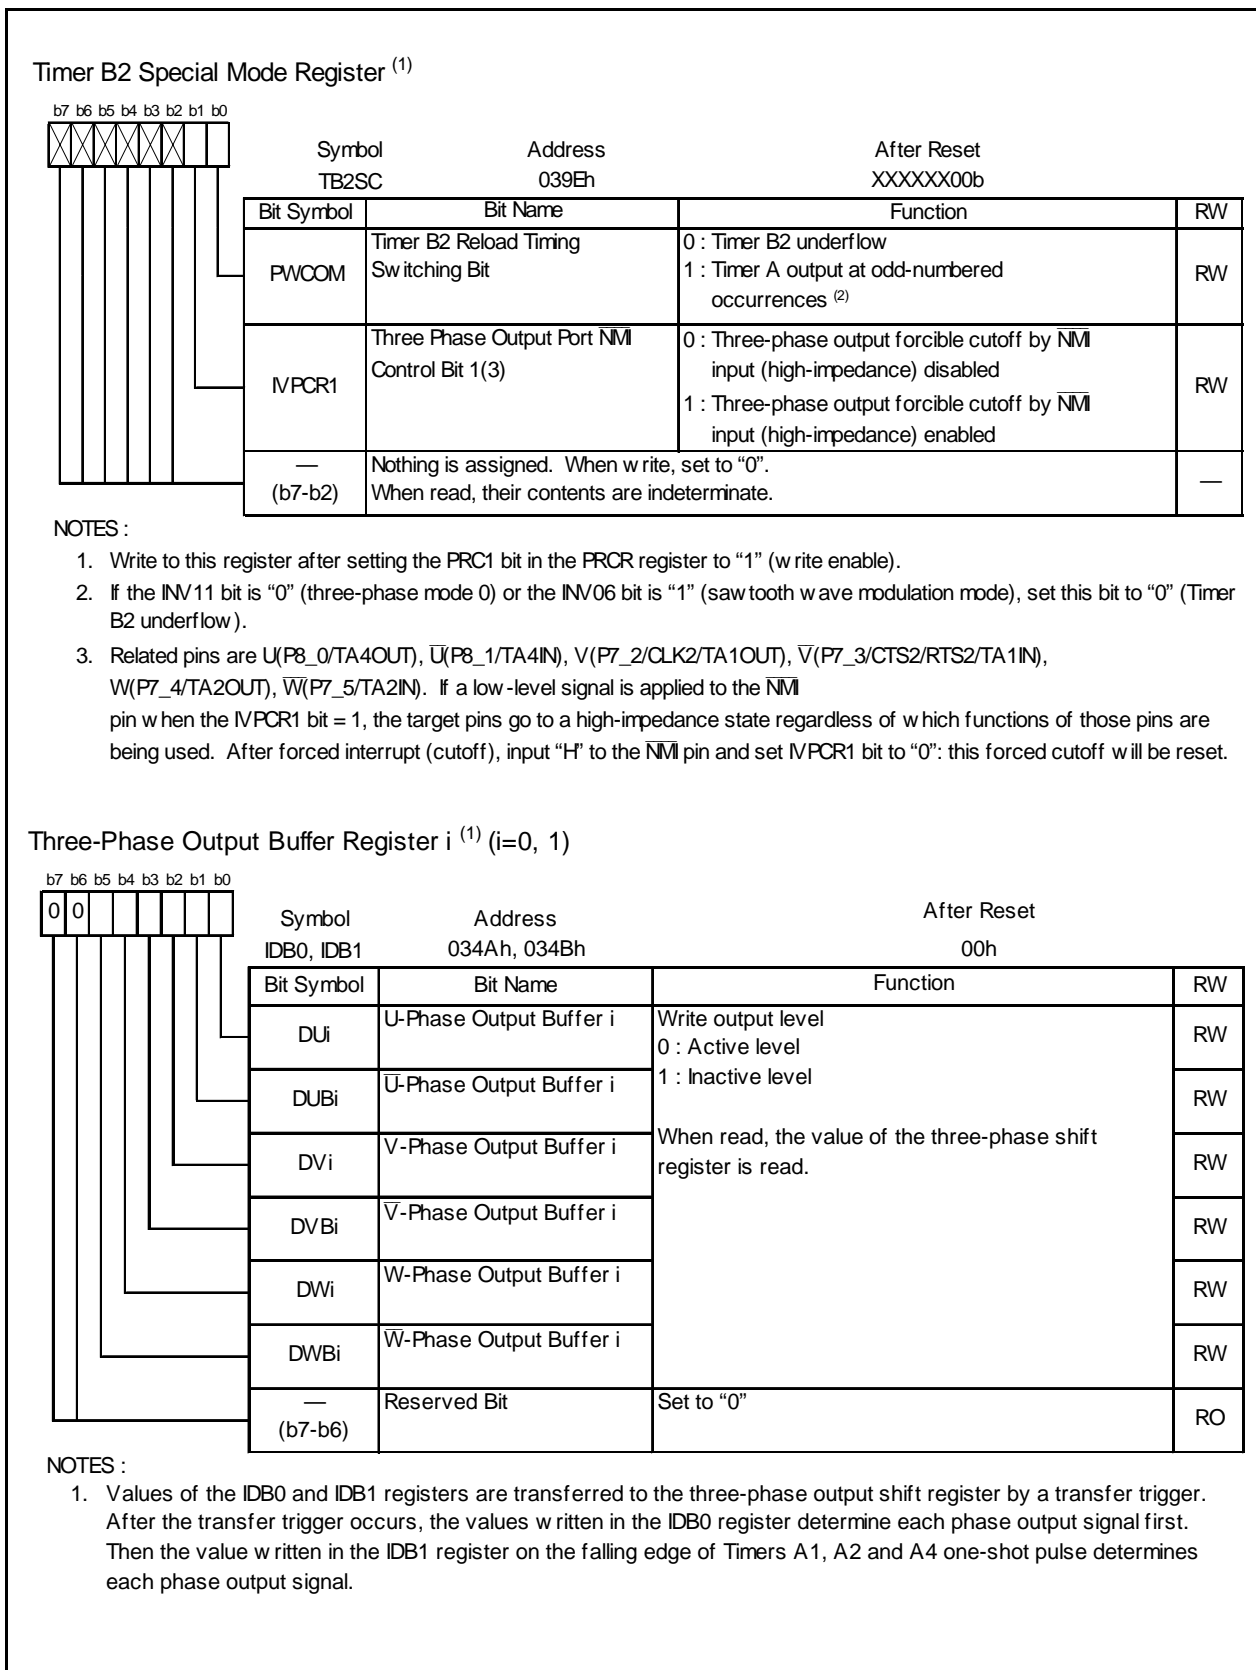 Timer B2 Special Mode Register (1)
b7 b6 b5 b4 b3 b2 b1 b0
Symbol Address After Reset
TB2SC 039Eh XXXXXX00b
Bit Symbol Bit Name Function RW
PWCOM Timer B2 Reload Timing Switching Bit 0 : Timer B2 underflow RW
1 : Timer A output at odd-numbered
occurrences (2)
IVPCR1 Three Phase Output Port N̅M̅I̅ Control Bit 1(3) 0 : Three-phase output forcible cutoff by N̅M̅I̅ RW
input (high-impedance) disabled
1 : Three-phase output forcible cutoff by N̅M̅I̅
input (high-impedance) enabled
— (b7-b2) Nothing is assigned. When write, set to “0”. —
When read, their contents are indeterminate.
NOTES :
1. Write to this register after setting the PRC1 bit in the PRCR register to “1” (write enable).
2. If the INV11 bit is “0” (three-phase mode 0) or the INV06 bit is “1” (sawtooth wave modulation mode), set this bit to “0” (Timer
B2 underflow).
3. Related pins are U(P8_0/TA4OUT), U̅(P8_1/TA4IN), V(P7_2/CLK2/TA1OUT), V̅(P7_3/CTS2/RTS2/TA1IN),
W(P7_4/TA2OUT), W̅(P7_5/TA2IN). If a low-level signal is applied to the N̅M̅I̅
pin when the IVPCR1 bit = 1, the target pins go to a high-impedance state regardless of which functions of those pins are
being used. After forced interrupt (cutoff), input “H” to the N̅M̅I̅ pin and set IVPCR1 bit to “0”: this forced cutoff will be reset.
Three-Phase Output Buffer Register i (1) (i=0, 1)
b7 b6 b5 b4 b3 b2 b1 b0
0 0
Symbol Address After Reset
IDB0, IDB1 034Ah, 034Bh 00h
Bit Symbol Bit Name Function RW
DUi U-Phase Output Buffer i Write output level RW
0 : Active level
1 : Inactive level
DUBi U̅-Phase Output Buffer i RW
When read, the value of the three-phase shift
register is read.
DVi V-Phase Output Buffer i RW
DVBi V̅-Phase Output Buffer i RW
DWi W-Phase Output Buffer i RW
DWBi W̅-Phase Output Buffer i RW
— (b7-b6) Reserved Bit Set to “0” RO
NOTES :
1. Values of the IDB0 and IDB1 registers are transferred to the three-phase output shift register by a transfer trigger.
After the transfer trigger occurs, the values written in the IDB0 register determine each phase output signal first.
Then the value written in the IDB1 register on the falling edge of Timers A1, A2 and A4 one-shot pulse determines
each phase output signal.